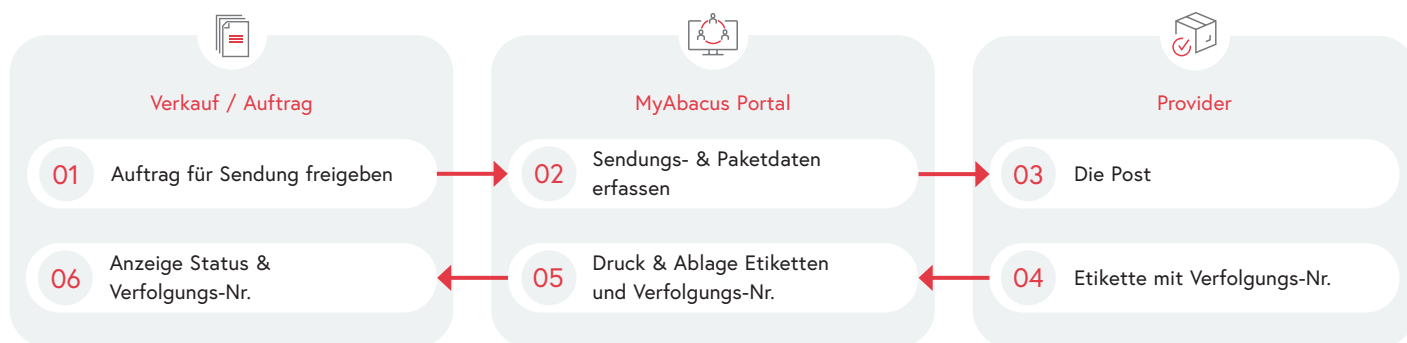 Verkauf / Auftrag
MyAbacus Portal
Provider
01
Auftrag für Sendung freigeben
02
Sendungs- & Paketdaten
erfassen
03
Die Post
06
Anzeige Status &
Verfolgungs-Nr.
05
Druck & Ablage Etiketten
und Verfolgungs-Nr.
04
Etikette mit Verfolgungs-Nr.